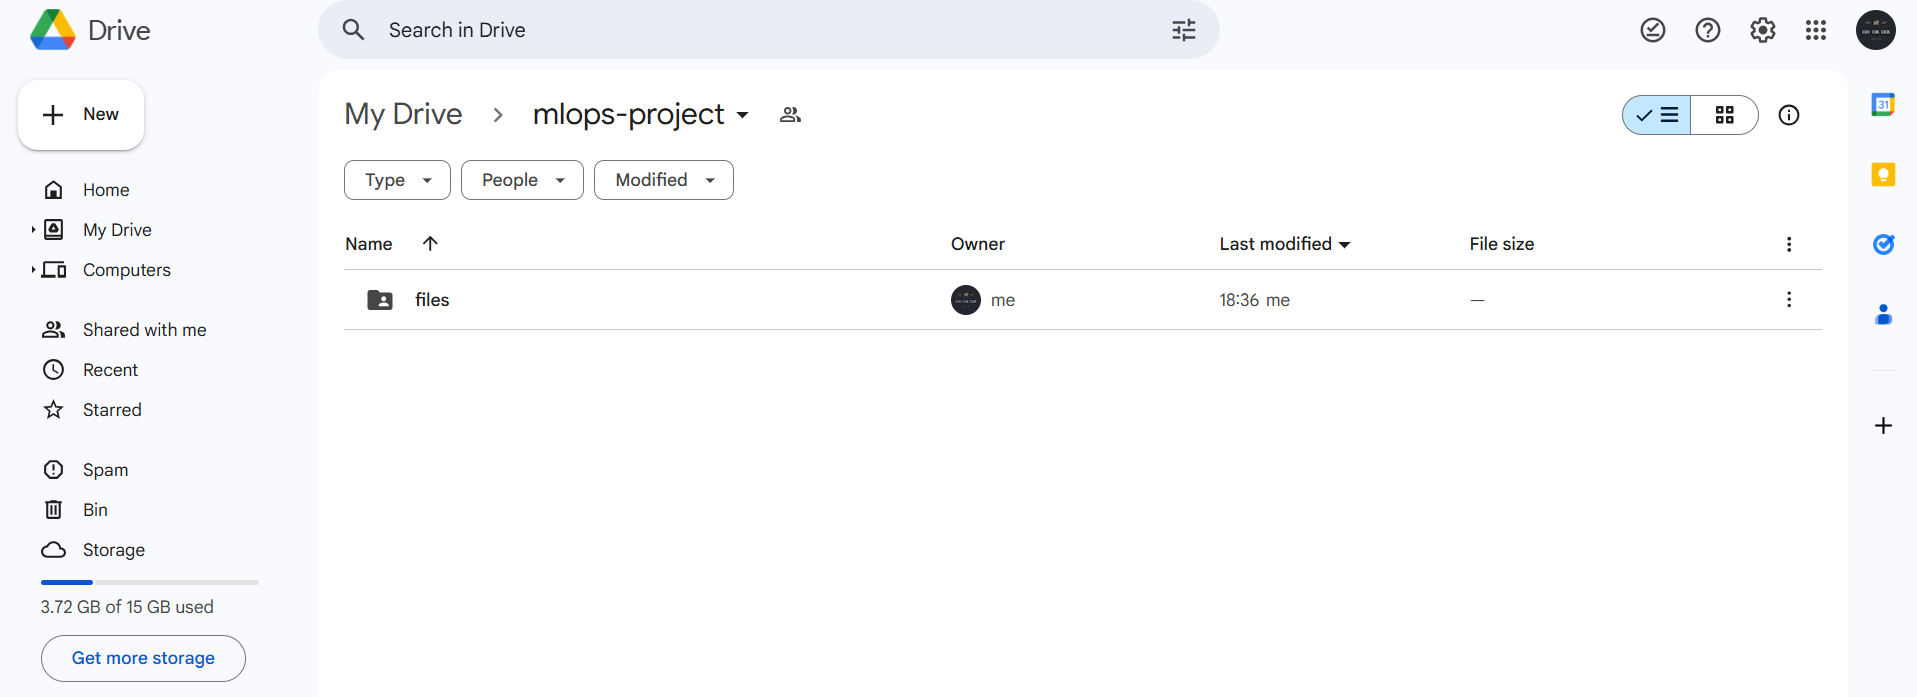 Drive
Search in Drive
New
My Drive mlops-project
Type People Modified
Home
My Drive
Computers
Shared with me
Recent
Starred
Spam
Bin
Storage
3.72 GB of 15 GB used
Get more storage
Name Owner Last modified File size
files me 18:36 me —
31